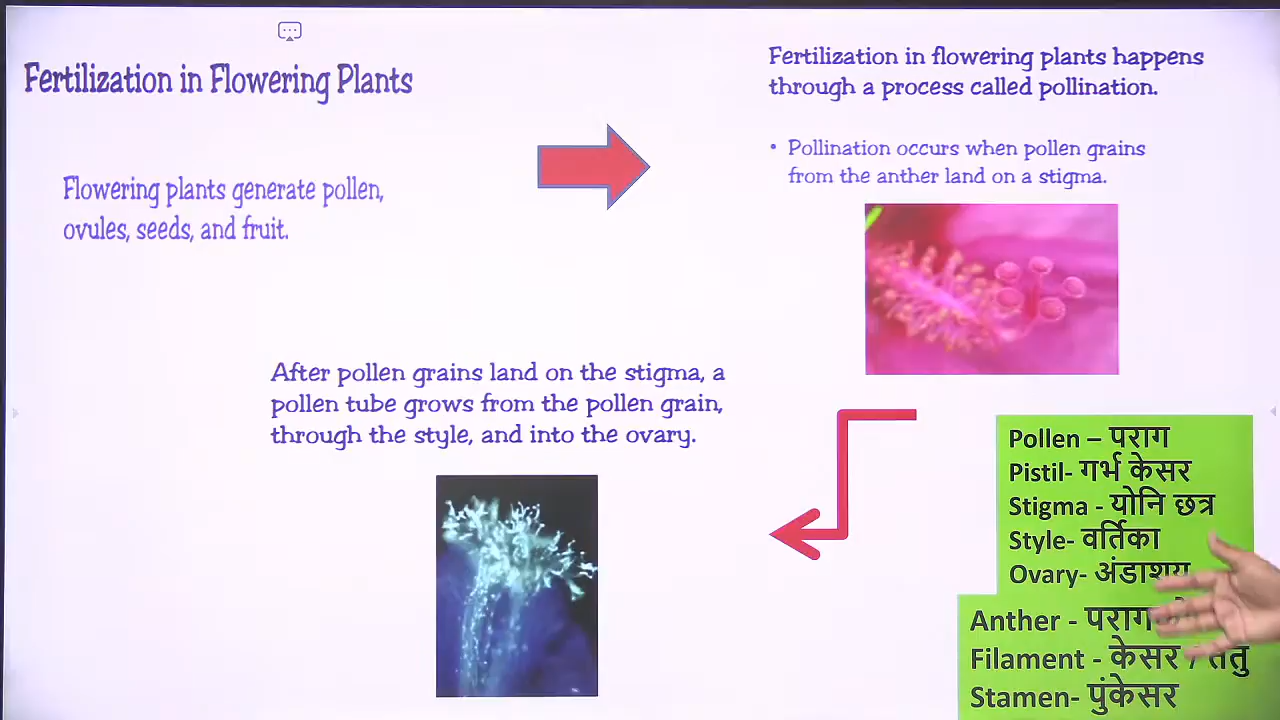 Fertilization in Flowering Plants
Flowering plants generate pollen,
ovules, seeds, and fruit.
Fertilization in flowering plants happens
through a process called pollination.
• Pollination occurs when pollen grains
from the anther land on a stigma.
After pollen grains land on the stigma, a
pollen tube grows from the pollen grain,
through the style, and into the ovary.
Pollen – पराग
Pistil- गर्भ केसर
Stigma - योनि छत्र
Style- वर्तिका
Ovary- अंडाशय
Anther -
Filament - केसर / तंतु
Stamen- पुंकेसर